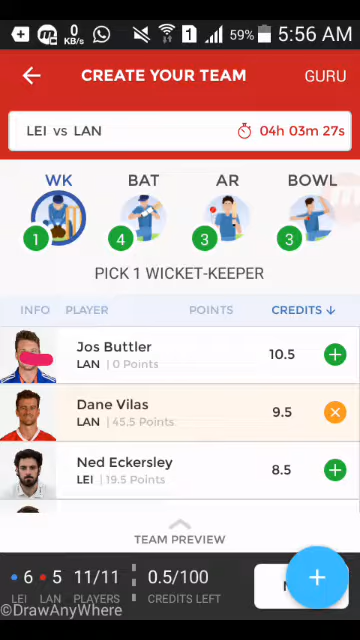 0 KB/s 1 59% 5:56 AM
CREATE YOUR TEAM GURU
LEI vs LAN 04h 03m 27s
WK BAT AR BOWL
1 4 3 3
PICK 1 WICKET-KEEPER
INFO PLAYER POINTS CREDITS ↓
Jos Buttler
LAN | 0 Points 10.5
Dane Vilas
LAN | 45.5 Points 9.5
Ned Eckersley
LEI | 19.5 Points 8.5
TEAM PREVIEW
6 5 11/11 0.5/100
LEI LAN PLAYERS CREDITS LEFT
©DrawAnyWhere